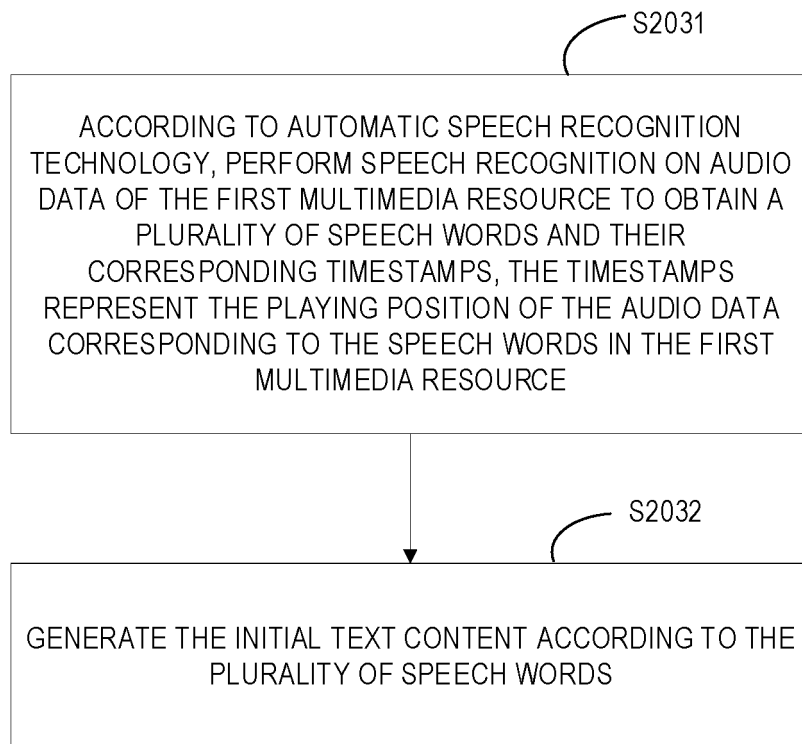 S2031
ACCORDING TO AUTOMATIC SPEECH RECOGNITION
TECHNOLOGY, PERFORM SPEECH RECOGNITION ON AUDIO
DATA OF THE FIRST MULTIMEDIA RESOURCE TO OBTAIN A
PLURALITY OF SPEECH WORDS AND THEIR
CORRESPONDING TIMESTAMPS, THE TIMESTAMPS
REPRESENT THE PLAYING POSITION OF THE AUDIO DATA
CORRESPONDING TO THE SPEECH WORDS IN THE FIRST
MULTIMEDIA RESOURCE
S2032
GENERATE THE INITIAL TEXT CONTENT ACCORDING TO THE
PLURALITY OF SPEECH WORDS